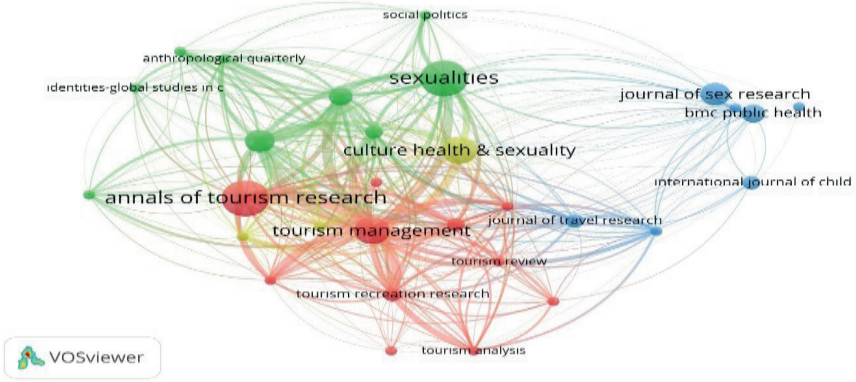 social politics
anthropological quarterly
sexualities
identities-global studies in c
journal of sex research
bmc public health
culture health & sexuality
international journal of child
annals of tourism research
journal of travel research
tourism management
tourism review
tourism recreation research
tourism analysis
VOSviewer